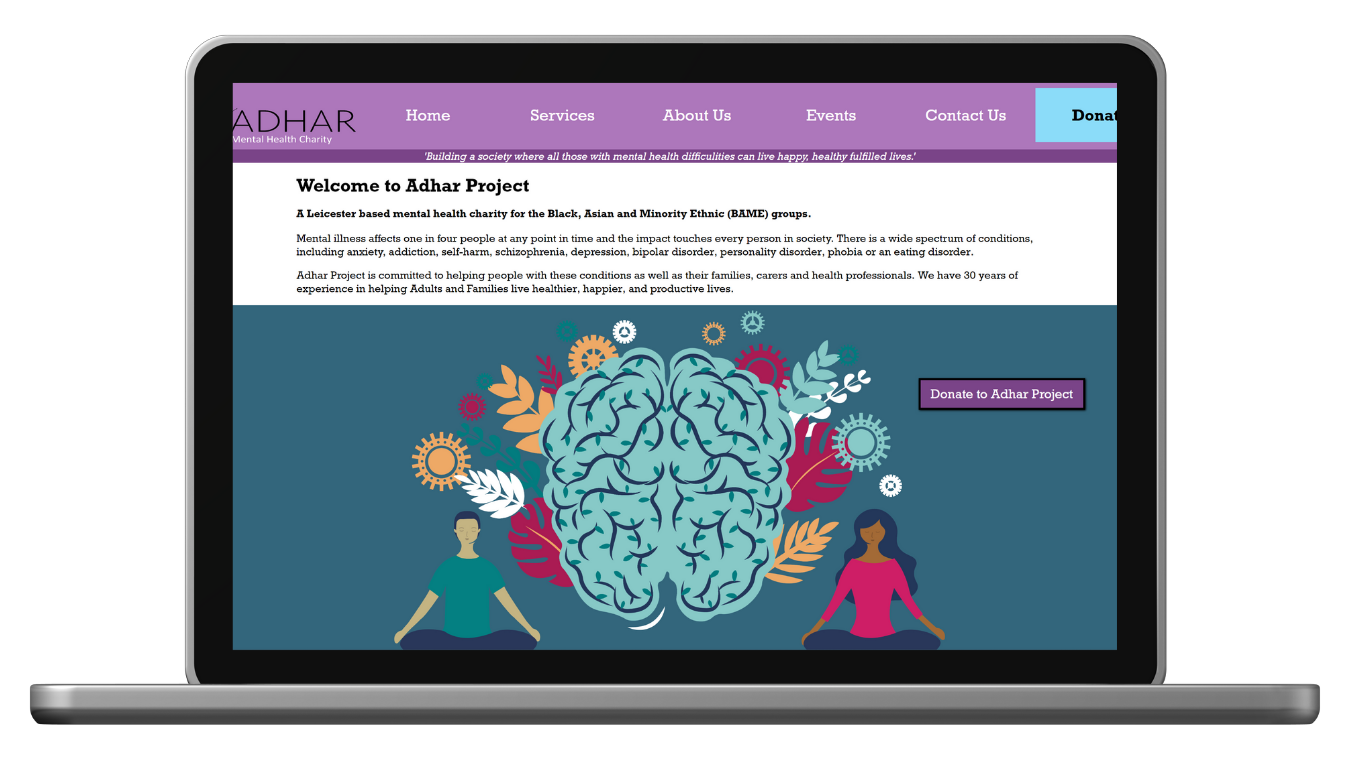 ADHAR
Mental Health Charity
Home
Services
About Us
Events
Contact Us
Donat
'Building a society where all those with mental health difficulities can live happy, healthy fulfilled lives.'
Welcome to Adhar Project
A Leicester based mental health charity for the Black, Asian and Minority Ethnic (BAME) groups.
Mental illness affects one in four people at any point in time and the impact touches every person in society. There is a wide spectrum of conditions,
including anxiety, addiction, self-harm, schizophrenia, depression, bipolar disorder, personality disorder, phobia or an eating disorder.
Adhar Project is committed to helping people with these conditions as well as their families, carers and health professionals. We have 30 years of
experience in helping Adults and Families live healthier, happier, and productive lives.
Donate to Adhar Project